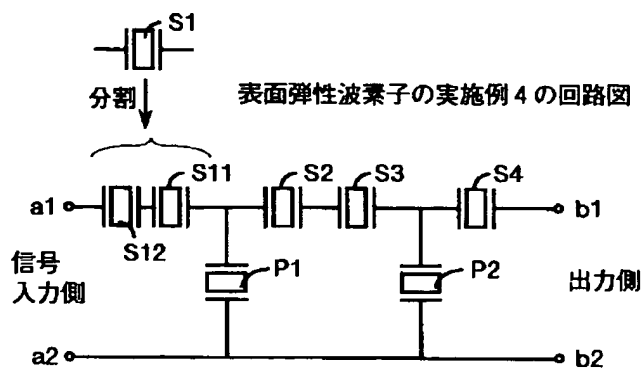 S1
分割
表面弾性波素子の実施例4の回路図
S11
S2
S3
S4
a1
b1
S12
信号
入力側
P1
P2
出力側
a2
b2